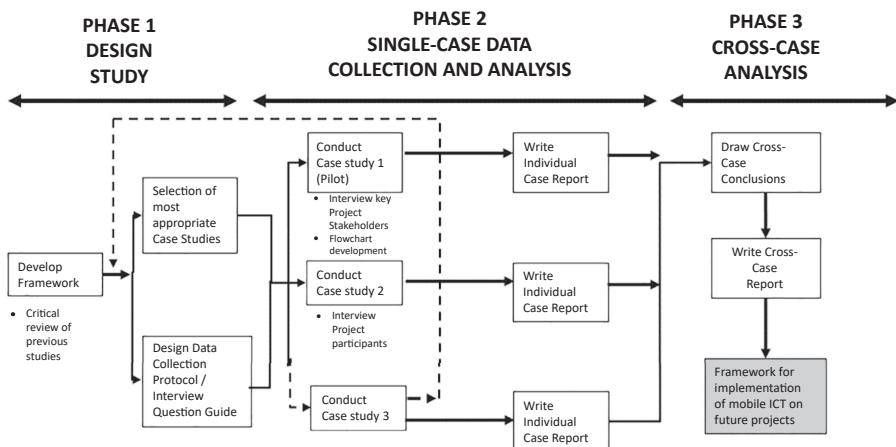 PHASE 1
DESIGN
STUDY
PHASE 2
SINGLE-CASE DATA
COLLECTION AND ANALYSIS
PHASE 3
CROSS-CASE
ANALYSIS
Develop
Framework
• Critical
review of
previous
studies
Selection of
most
appropriate
Case Studies
Design Data
Collection
Protocol /
Interview
Question Guide
Conduct
Case study 1
(Pilot)
• Interview key
Project
Stakeholders
• Flowchart
development
Conduct
Case study 2
• Interview
Project
participants
Conduct
Case study 3
Write
Individual
Case Report
Write
Individual
Case Report
Write
Individual
Case Report
Draw Cross-
Case
Conclusions
Write Cross-
Case
Report
Framework for
implementation
of mobile ICT on
future projects